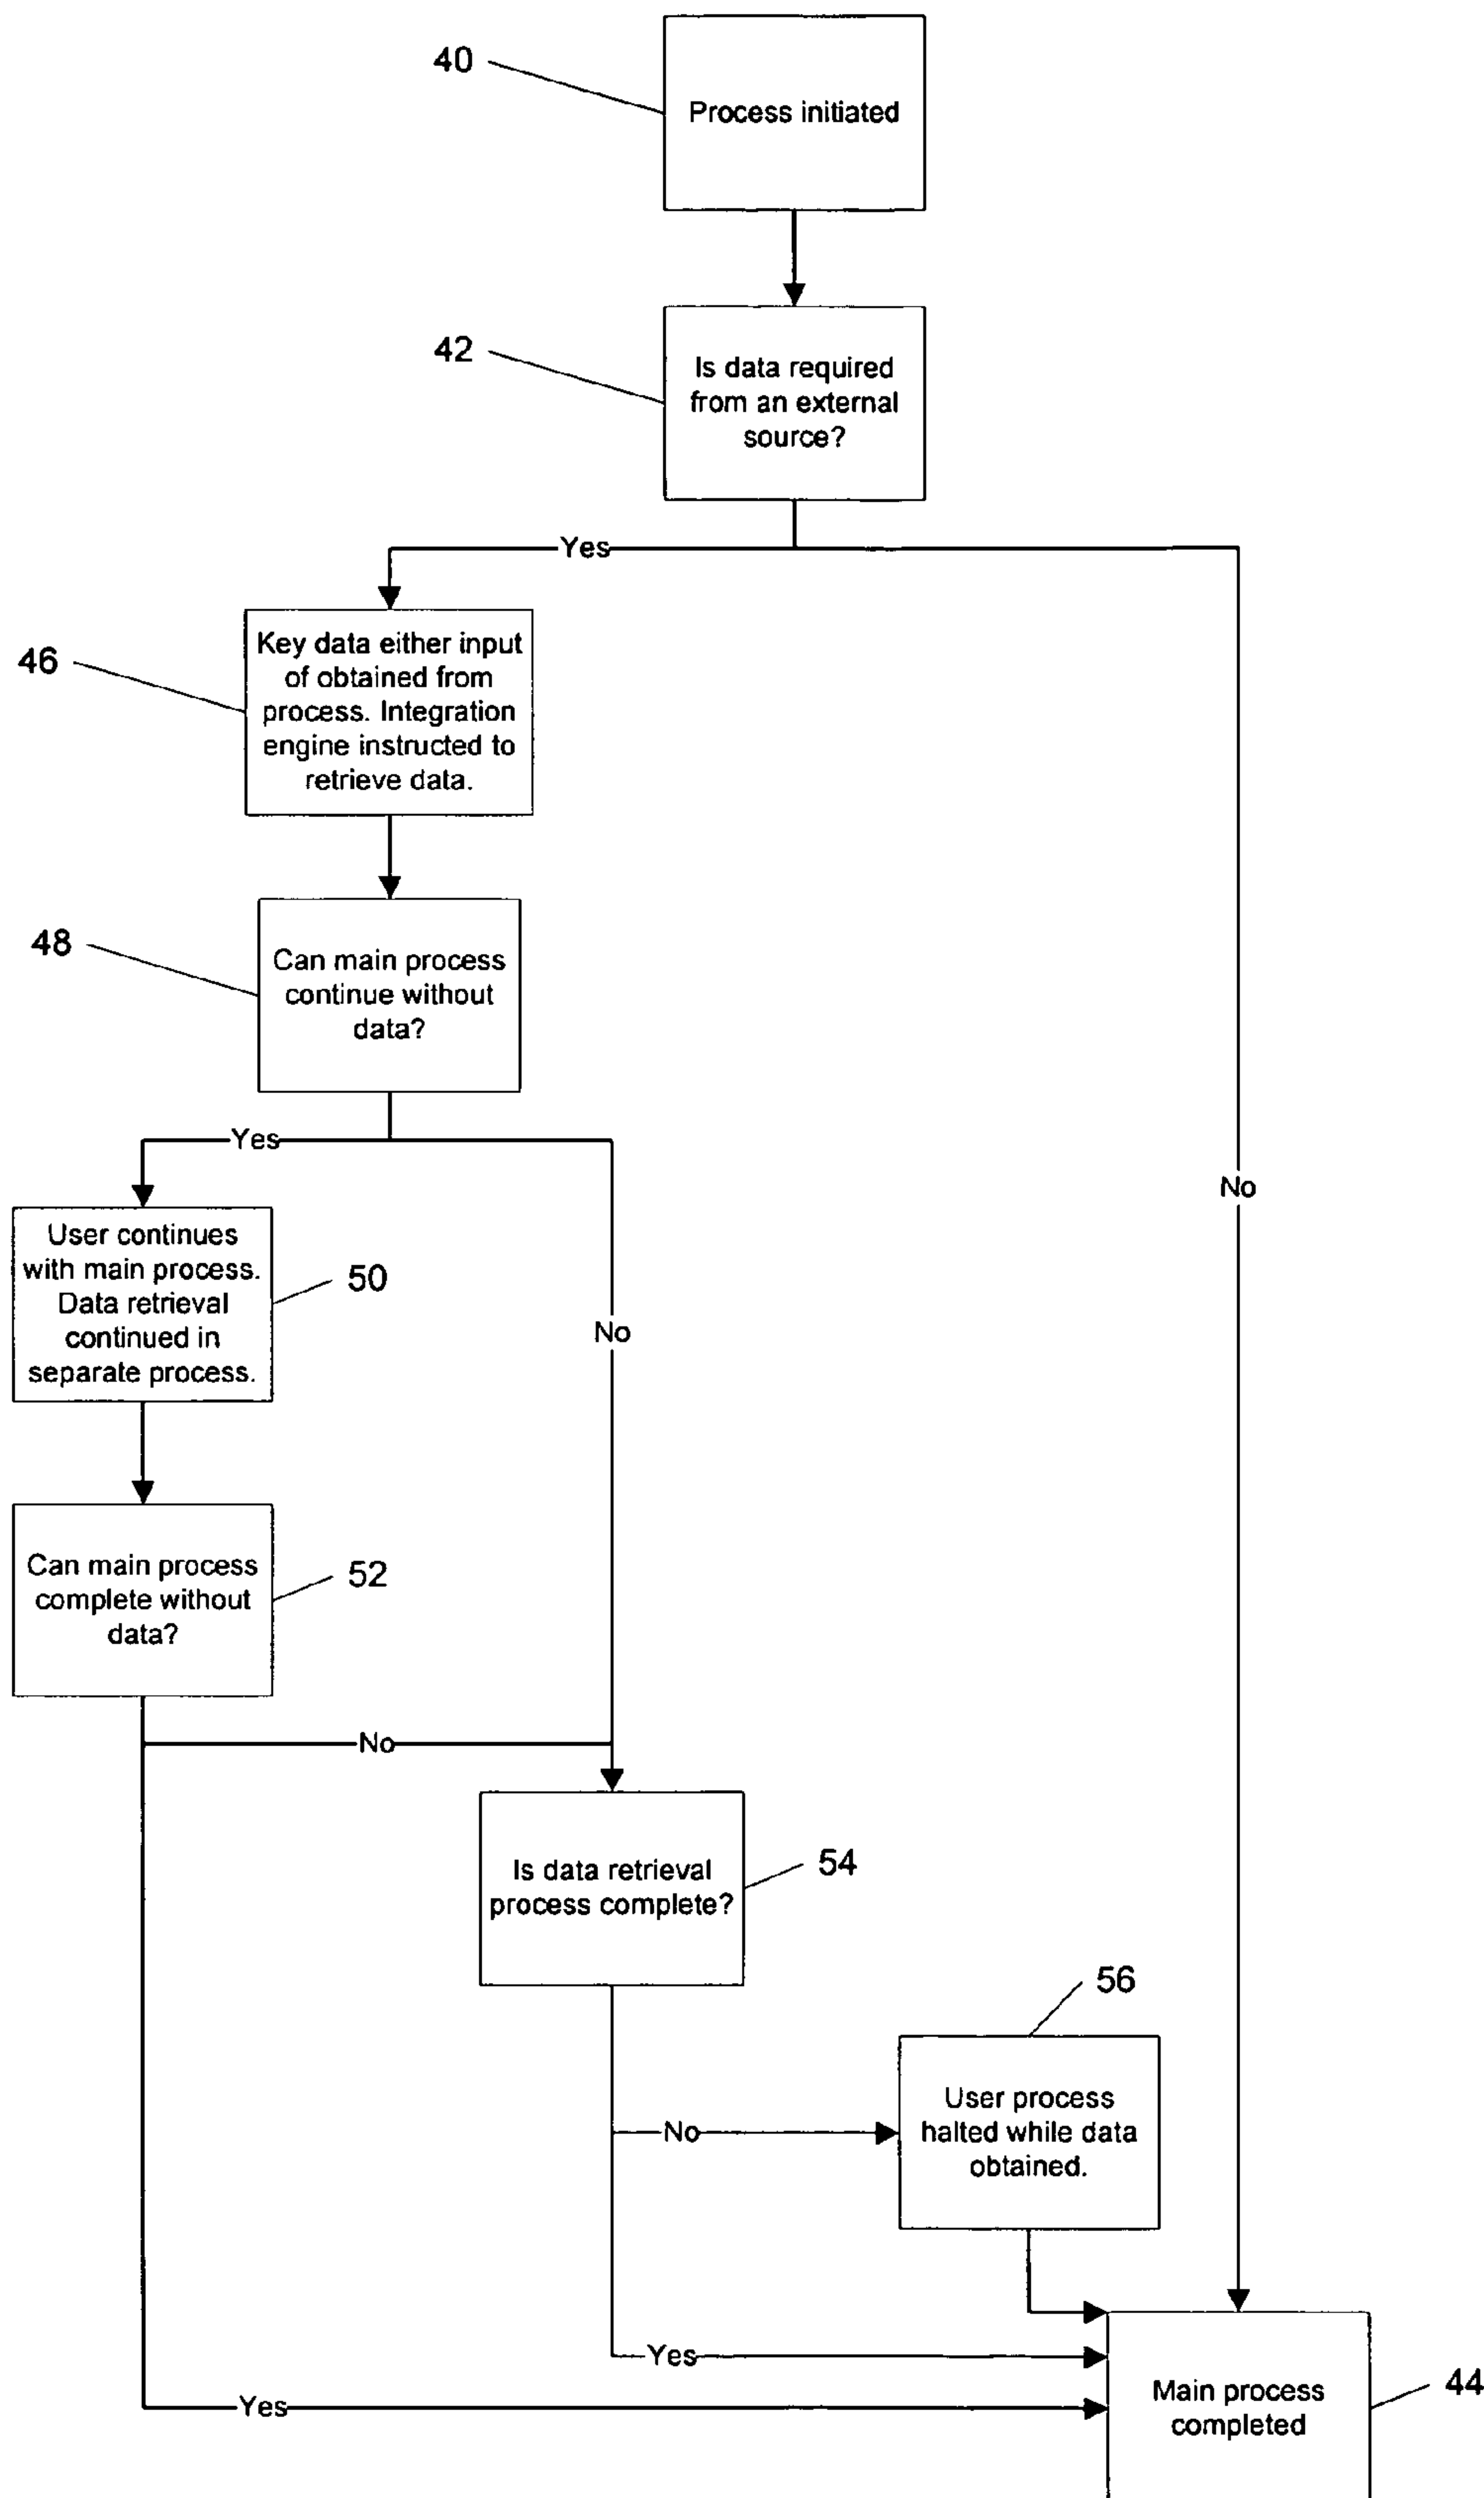 40
Process initiated
42
Is data required
from an external
source?
Yes
46
Key data either input
of obtained from
process. Integration
engine instructed to
retrieve data.
48
Can main process
continue without
data?
Yes
No
User continues
with main process.
Data retrieval
continued in
separate process.
50
No
Can main process
complete without
data?
52
No
Is data retrieval
process complete?
54
56
User process
halted while data
obtained.
No
Yes
Yes
Main process
completed
44